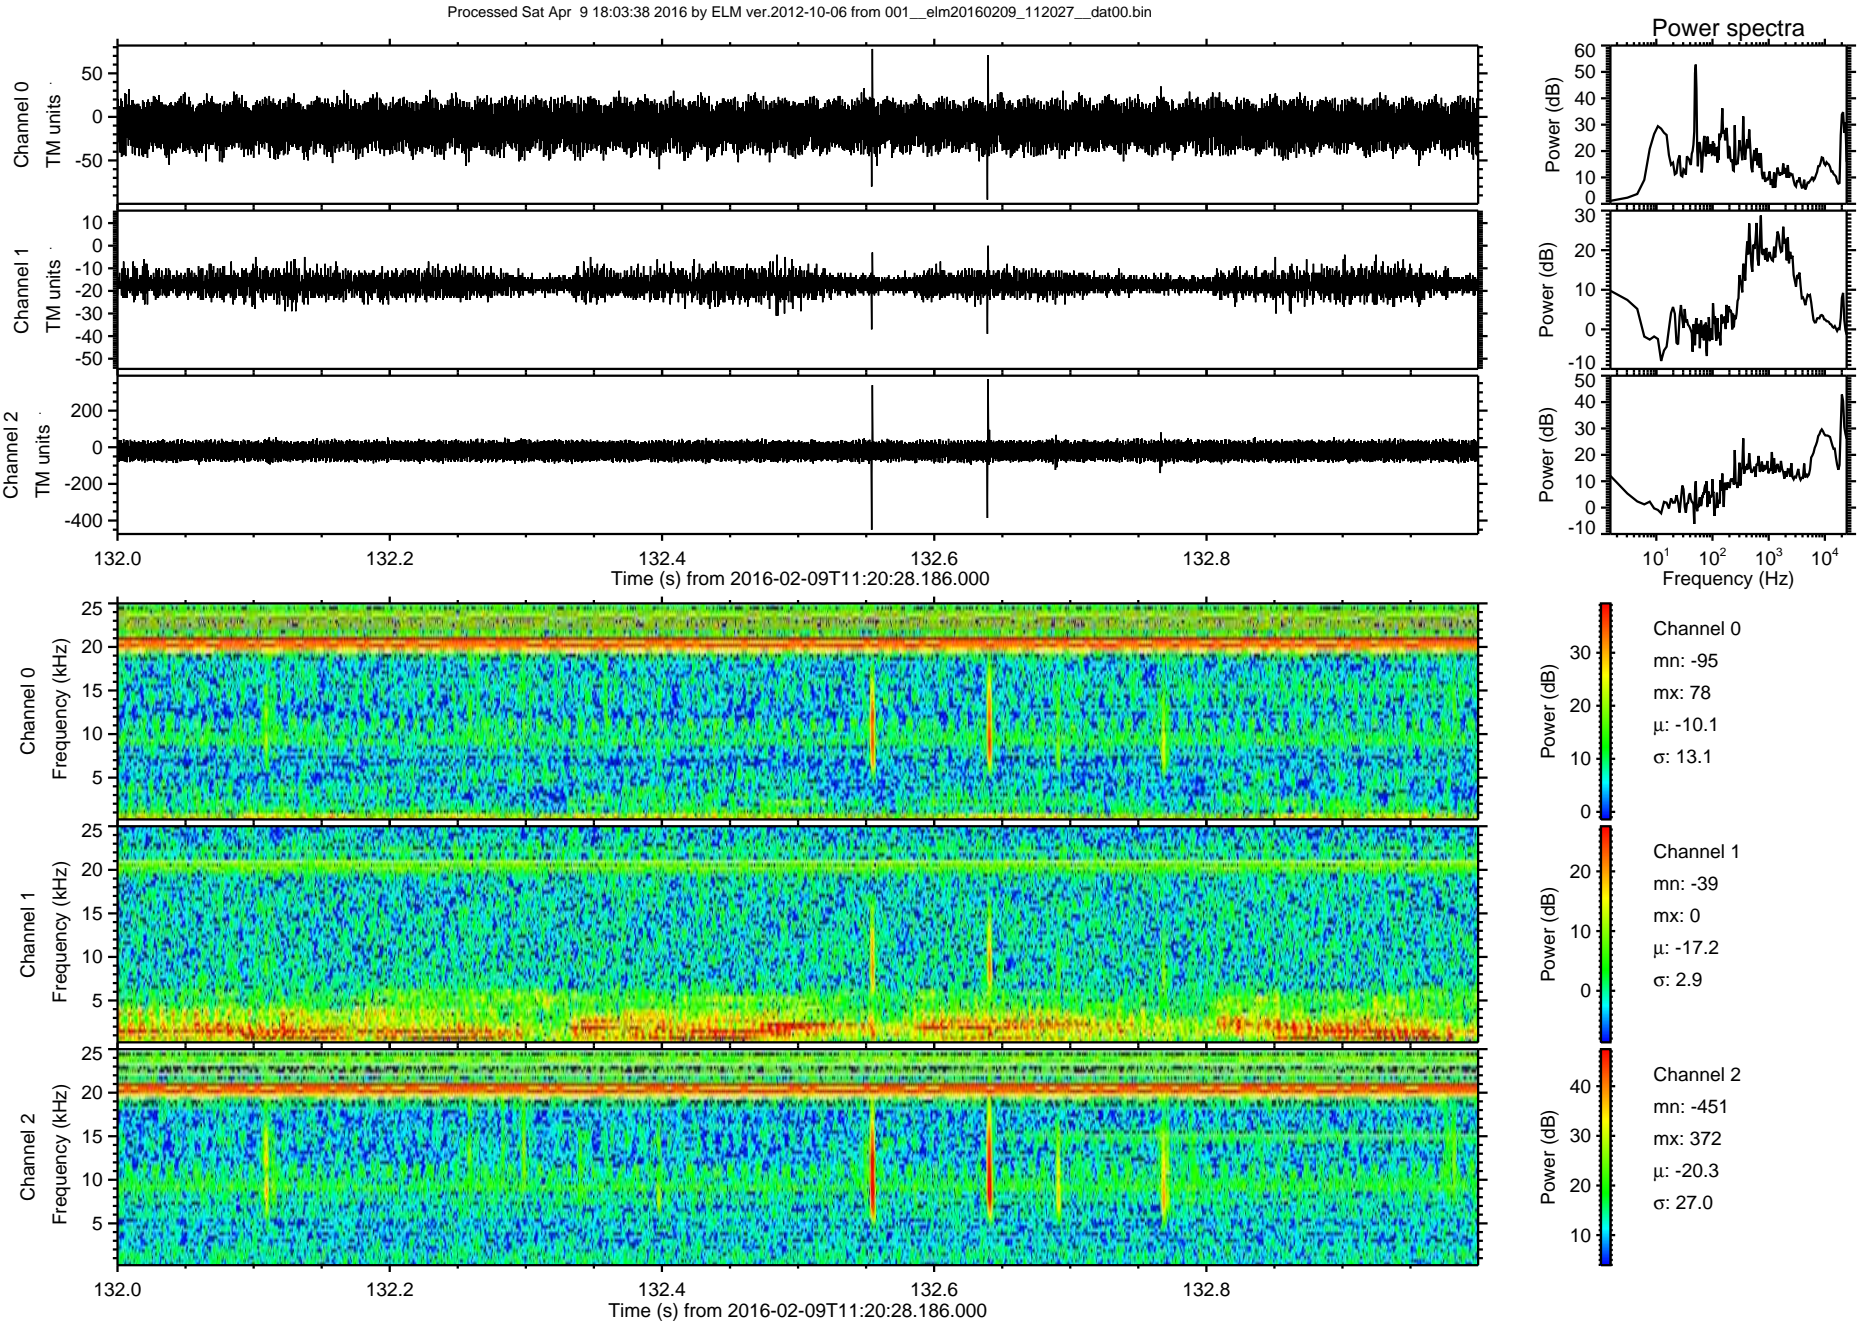 Processed Sat Apr  9 18:03:38 2016 by ELM ver.2012-10-06 from 001__elm20160209_112027__dat00.bin
Power spectra
Channel 0
TM units
50
0
-50
Power (dB)
60
50
40
30
20
10
0
Channel 1
TM units
10
0
-10
-20
-30
-40
-50
Power (dB)
30
20
10
0
-10
Channel 2
TM units
200
0
-200
-400
Power (dB)
50
40
30
20
10
0
-10
132.0 132.2 132.4 132.6 132.8
Time (s) from 2016-02-09T11:20:28.186.000
10^1 10^2 10^3 10^4
Frequency (Hz)
Channel 0
Frequency (kHz)
25
20
15
10
5
Power (dB)
30
20
10
0
Channel 0
mn: -95
mx: 78
μ: -10.1
σ: 13.1
Channel 1
Frequency (kHz)
25
20
15
10
5
Power (dB)
20
10
0
Channel 1
mn: -39
mx: 0
μ: -17.2
σ: 2.9
Channel 2
Frequency (kHz)
25
20
15
10
5
Power (dB)
40
30
20
10
Channel 2
mn: -451
mx: 372
μ: -20.3
σ: 27.0
132.0 132.2 132.4 132.6 132.8
Time (s) from 2016-02-09T11:20:28.186.000